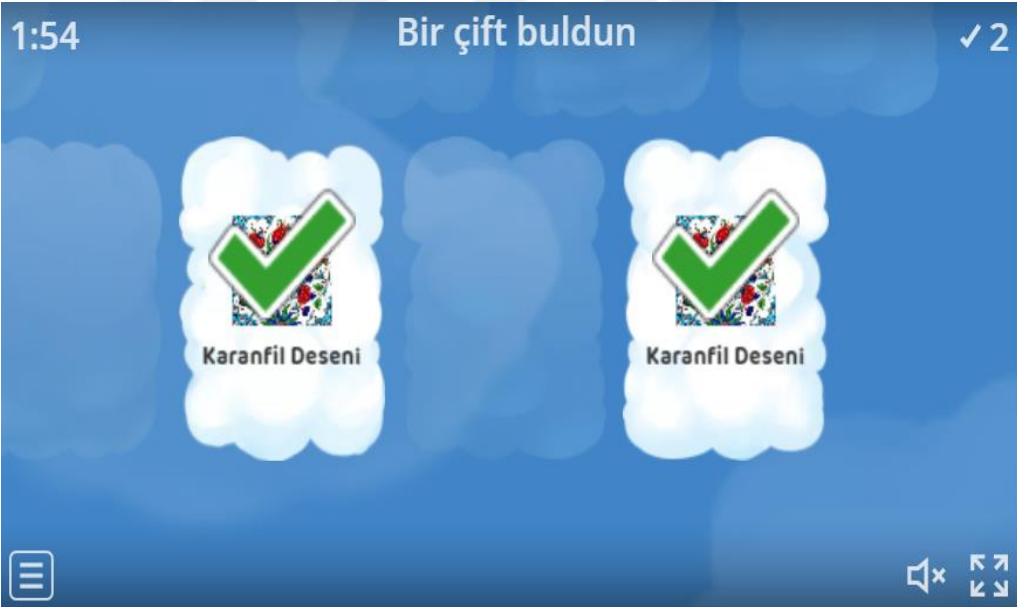 1:54
Bir çift buldun
✓ 2
Karanfil Deseni
Karanfil Deseni